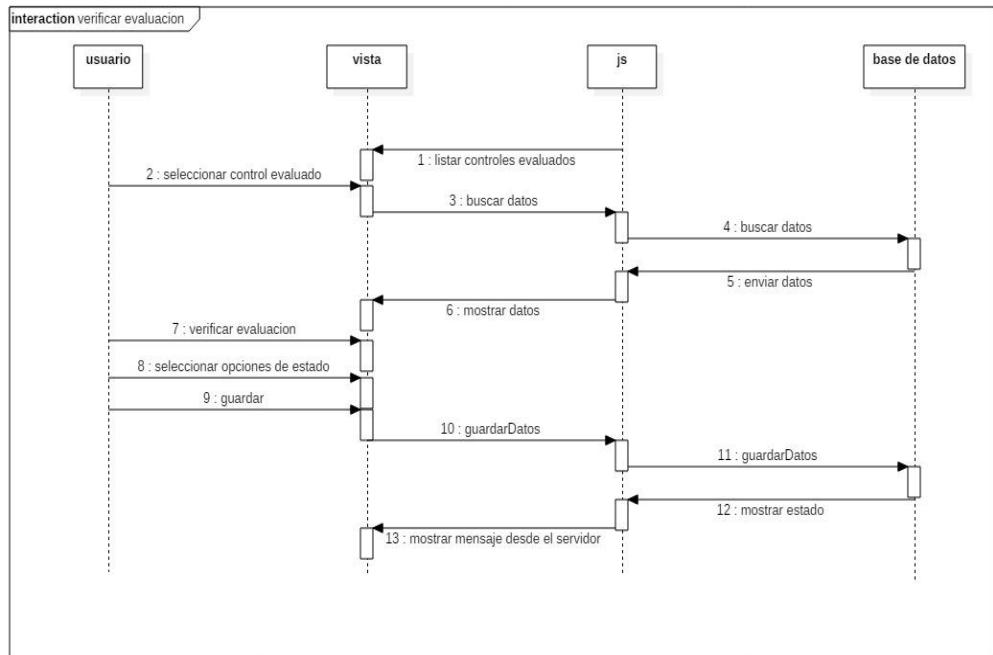 interaction verificar evaluacion
usuario
vista
js
base de datos
1 : listar controles evaluados
2 : seleccionar control evaluado
3 : buscar datos
4 : buscar datos
5 : enviar datos
6 : mostrar datos
7 : verificar evaluacion
8 : seleccionar opciones de estado
9 : guardar
10 : guardarDatos
11 : guardarDatos
12 : mostrar estado
13 : mostrar mensaje desde el servidor